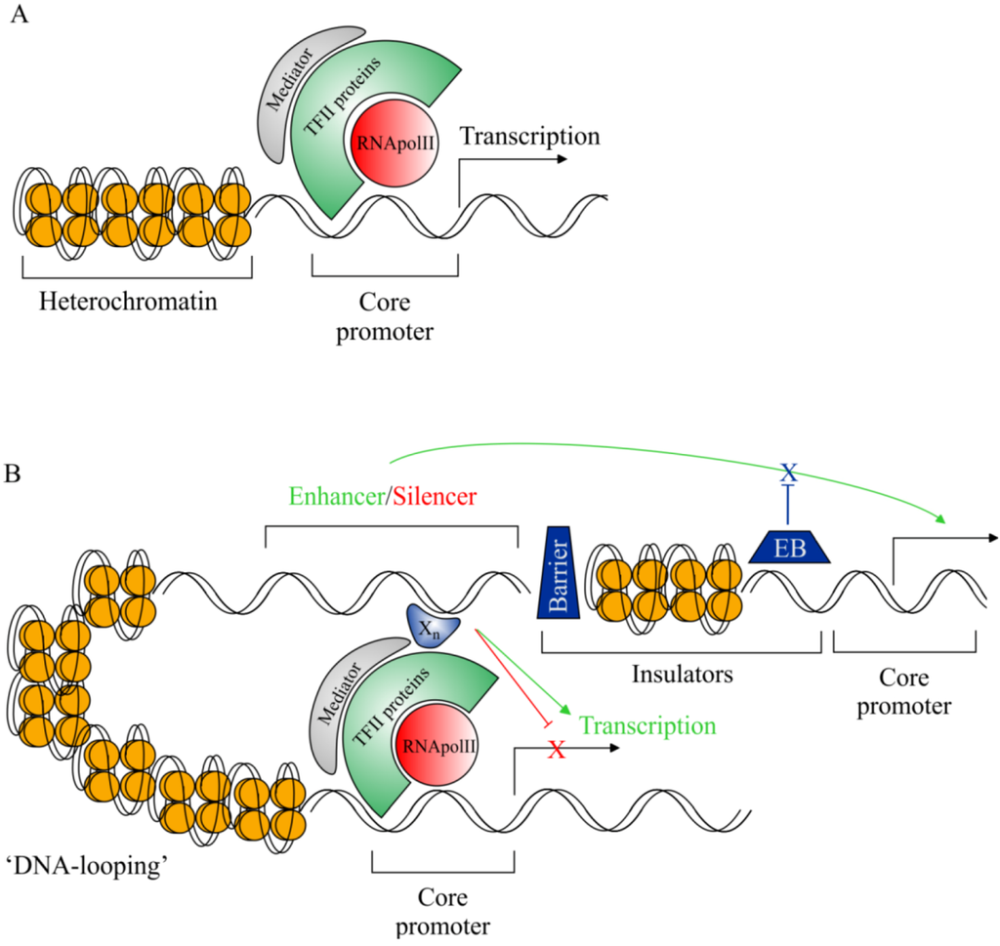 A
Mediator
TFII proteins
RNApolII
Transcription
Heterochromatin
Core
promoter
B
Enhancer/Silencer
X
EB
Barrier
Xn
Insulators
Core
promoter
Mediator
TFII proteins
RNApolII
Transcription
X
'DNA-looping'
Core
promoter